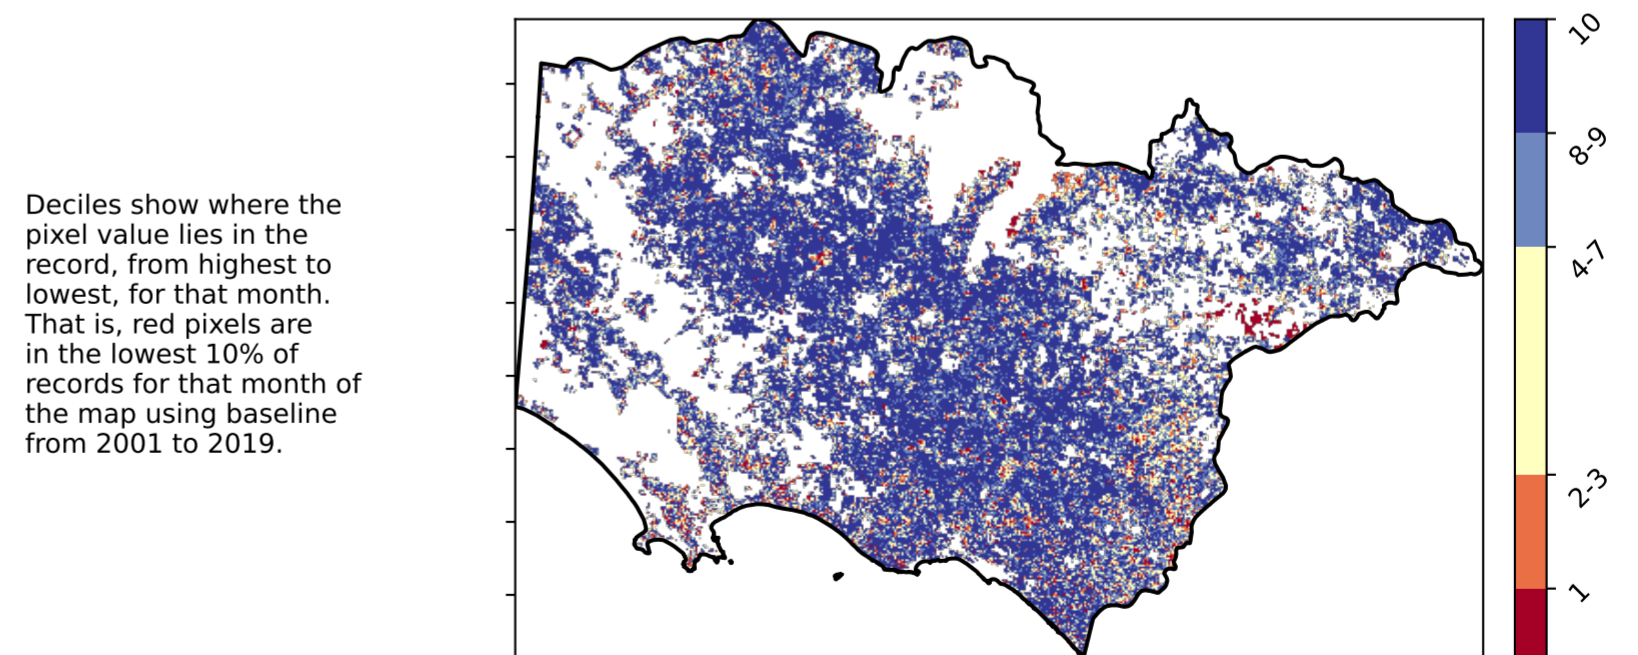 Deciles show where the
pixel value lies in the
record, from highest to
lowest, for that month.
That is, red pixels are
in the lowest 10% of
records for that month of
the map using baseline
from 2001 to 2019.
10
8-9
4-7
2-3
1